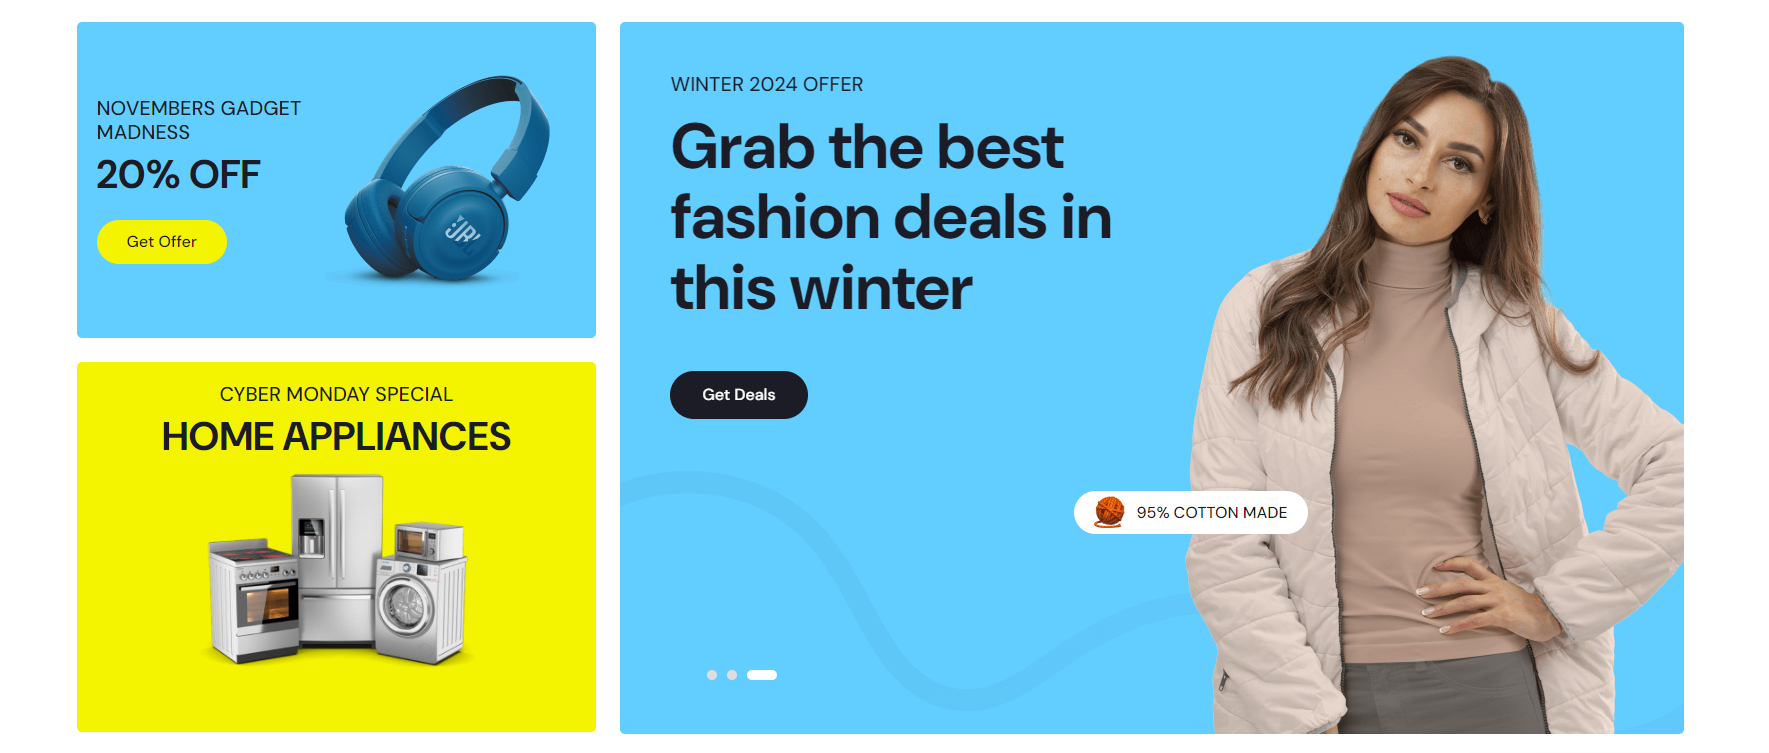 NOVEMBERS GADGET
MADNESS
20% OFF
Get Offer
JBL
CYBER MONDAY SPECIAL
HOME APPLIANCES
WINTER 2024 OFFER
Grab the best
fashion deals in
this winter
Get Deals
95% COTTON MADE